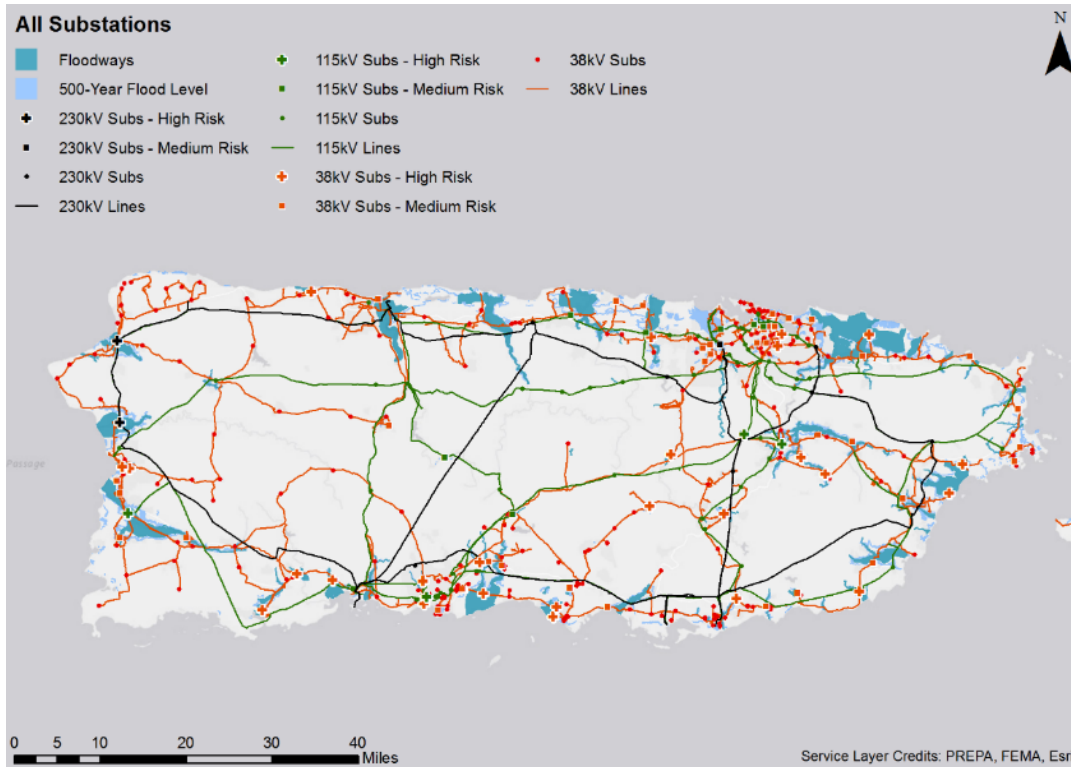 All Substations
N
Floodways
500-Year Flood Level
230kV Subs - High Risk
230kV Subs - Medium Risk
230kV Subs
230kV Lines
115kV Subs - High Risk
115kV Subs - Medium Risk
115kV Subs
115kV Lines
38kV Subs - High Risk
38kV Subs - Medium Risk
38kV Subs
38kV Lines
Passage
0 5 10 20 30 40 Miles
Service Layer Credits: PREPA, FEMA, Esr